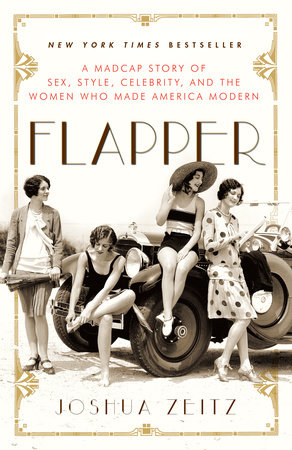 NEW YORK TIMES BESTSELLER
A MADCAP STORY OF
SEX, STYLE, CELEBRITY, AND THE
WOMEN WHO MADE AMERICA MODERN
FLAPPER
JOSHUA ZEITZ